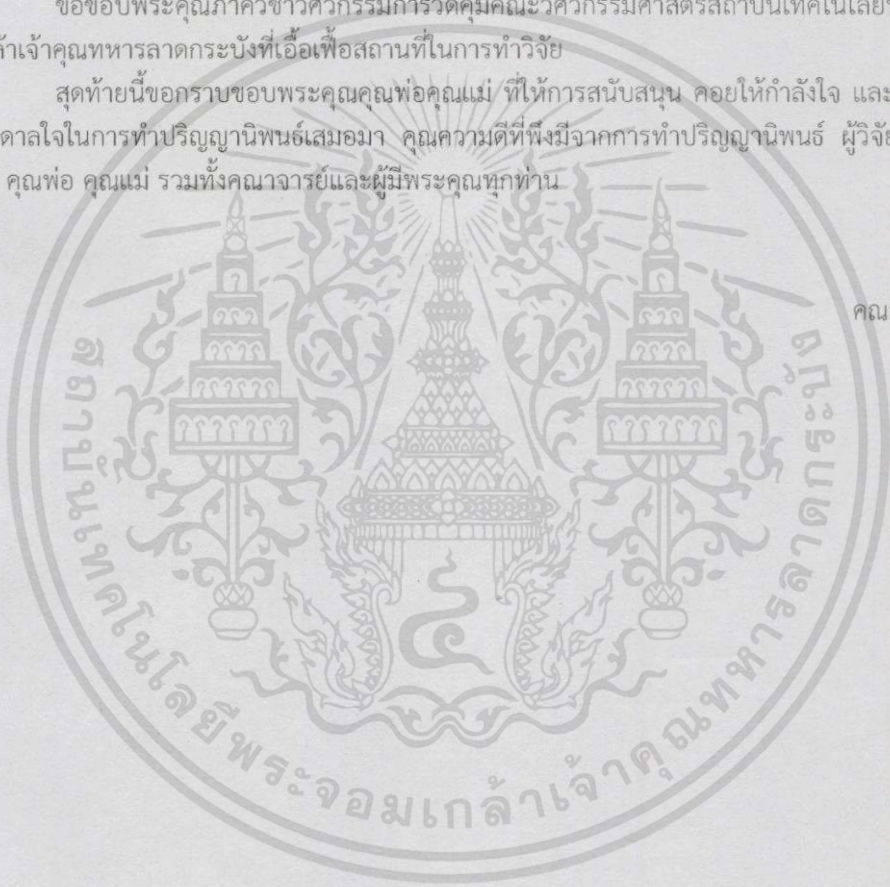 ขอขอบพระคุณภาควิชาวิศวกรรมการวัดคุมคณะวิศวกรรมศาสตร์สถาบันเทคโนโลยี
ล้าเจ้าคุณทหารลาดกระบังที่เอื้อเฟื้อสถานที่ในการทำวิจัย
สุดท้ายนี้ขอกราบขอบพระคุณคุณพ่อคุณแม่ ที่ให้การสนับสนุน คอยให้กำลังใจ และ
ดาลใจในการทำปริญญานิพนธ์เสมอมา คุณความดีที่พึงมีจากการทำปริญญานิพนธ์ ผู้วิจัย
คุณพ่อ คุณแม่ รวมทั้งคณาจารย์และผู้มีพระคุณทุกท่าน
คณ
สถาบันเทคโนโลยีพระจอมเกล้าเจ้าคุณทหารลาดกระบัง
๔